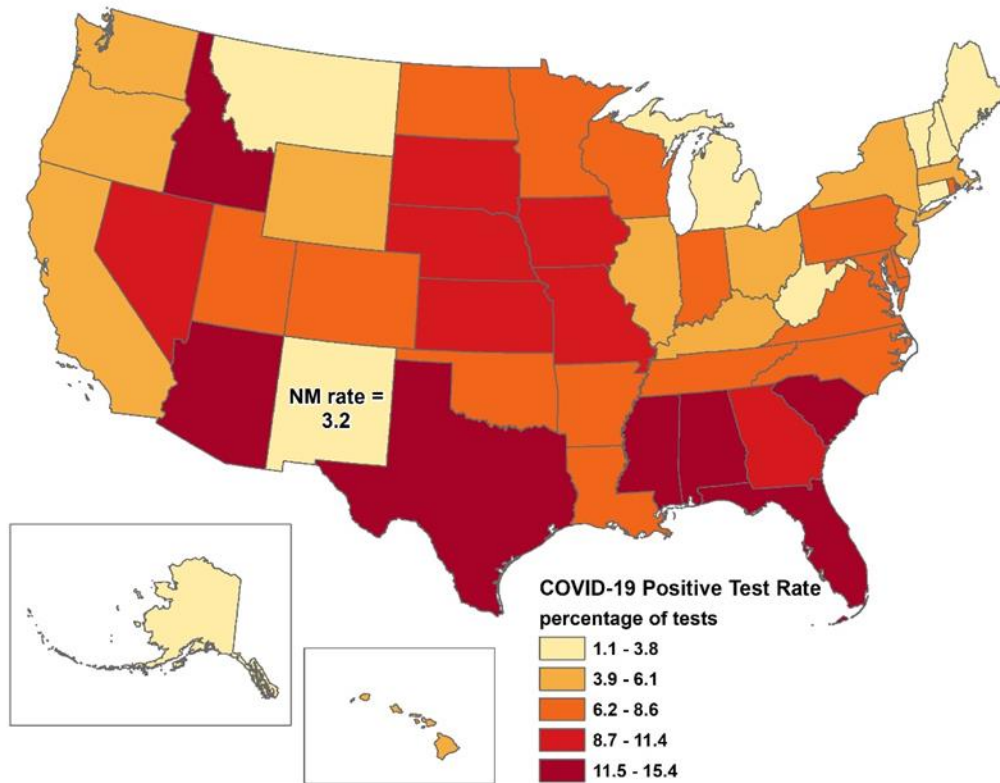 NM rate =
3.2
COVID-19 Positive Test Rate
percentage of tests
1.1 - 3.8
3.9 - 6.1
6.2 - 8.6
8.7 - 11.4
11.5 - 15.4